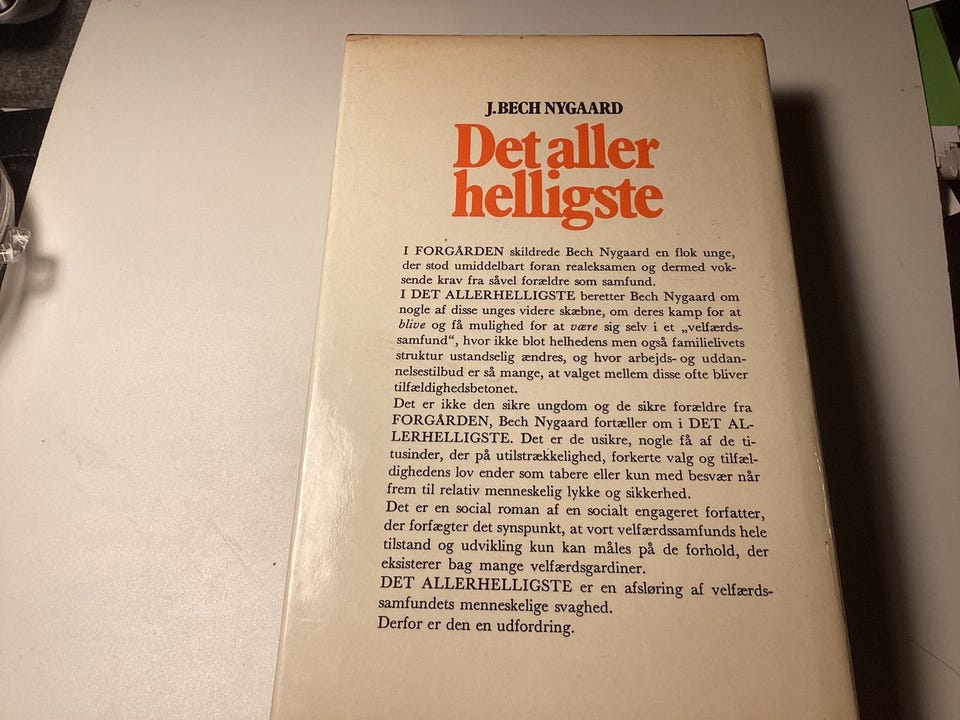 J. BECH NYGAARD
Det aller
helligste
I FORGÅRDEN skildrede Bech Nygaard en flok unge,
der stod umiddelbart foran realeksamen og dermed vok-
sende krav fra såvel forældre som samfund.
I DET ALLERHELLIGSTE beretter Bech Nygaard om
nogle af disse unges videre skæbne, om deres kamp for at
blive og få mulighed for at være sig selv i et „velfærds-
samfund“, hvor ikke blot helhedens men også familielivets
struktur ustandselig ændres, og hvor arbejds- og uddan-
nelsestilbud er så mange, at valget mellem disse ofte bliver
tilfældighedsbetonet.
Det er ikke den sikre ungdom og de sikre forældre fra
FORGÅRDEN, Bech Nygaard fortæller om i DET AL-
LERHELLIGSTE. Det er de usikre, nogle få af de ti-
tusinder, der på utilstrækkelighed, forkerte valg og tilfæl-
dighedens lov ender som tabere eller kun med besvær når
frem til relativ menneskelig lykke og sikkerhed.
Det er en social roman af en socialt engageret forfatter,
der forfægter det synspunkt, at vort velfærdssamfunds hele
tilstand og udvikling kun kan måles på de forhold, der
eksisterer bag mange velfærdsgardiner.
DET ALLERHELLIGSTE er en afsløring af velfærds-
samfundets menneskelige svaghed.
Derfor er den en udfordring.